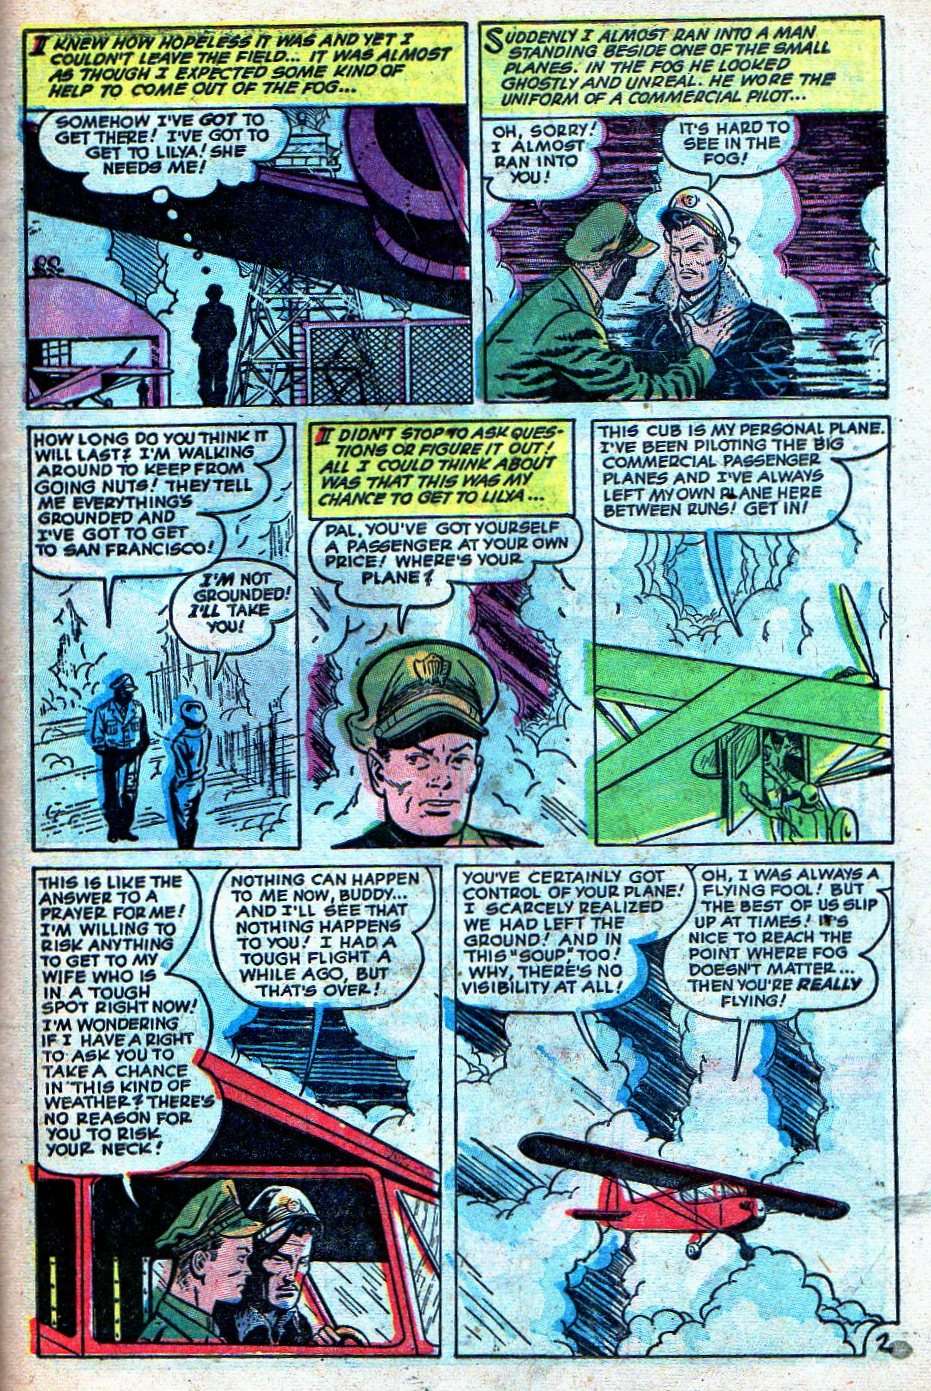 I KNEW HOW HOPELESS IT WAS AND YET I
COULDN'T LEAVE THE FIELD... IT WAS ALMOST
AS THOUGH I EXPECTED SOME KIND OF
HELP TO COME OUT OF THE FOG...
SOMEHOW I'VE GOT TO
GET THERE! I'VE GOT
TO GET TO LILYA! SHE
NEEDS ME!
SUDDENLY I ALMOST RAN INTO A MAN
STANDING BESIDE ONE OF THE SMALL
PLANES. IN THE FOG HE LOOKED
GHOSTLY AND UNREAL. HE WORE THE
UNIFORM OF A COMMERCIAL PILOT...
OH, SORRY!
I ALMOST
RAN INTO
YOU!
IT'S HARD TO
SEE IN THE
FOG!
HOW LONG DO YOU THINK IT
WILL LAST? I'M WALKING
AROUND TO KEEP FROM
GOING NUTS! THEY TELL
ME EVERYTHING'S
GROUNDED AND
I'VE GOT TO GET
TO SAN FRANCISCO!
I'M NOT
GROUNDED!
I'LL TAKE
YOU!
I DIDN'T STOP TO ASK QUES-
TIONS OR FIGURE IT OUT!
ALL I COULD THINK ABOUT
WAS THAT THIS WAS MY
CHANCE TO GET TO LILYA...
PAL, YOU'VE GOT YOURSELF
A PASSENGER AT YOUR OWN
PRICE! WHERE'S YOUR
PLANE?
THIS CUB IS MY PERSONAL PLANE.
I'VE BEEN PILOTING THE BIG
COMMERCIAL PASSENGER
PLANES AND I'VE ALWAYS
LEFT MY OWN PLANE HERE
BETWEEN RUNS! GET IN!
THIS IS LIKE THE
ANSWER TO A
PRAYER FOR ME!
I'M WILLING TO
RISK ANYTHING
TO GET TO MY
WIFE WHO IS
IN A TOUGH
SPOT RIGHT NOW!
I'M WONDERING
IF I HAVE A RIGHT
TO ASK YOU TO
TAKE A CHANCE
IN THIS KIND OF
WEATHER? THERE'S
NO REASON FOR
YOU TO RISK
YOUR NECK!
NOTHING CAN HAPPEN
TO ME NOW, BUDDY...
AND I'LL SEE THAT
NOTHING HAPPENS
TO YOU! I HAD A
TOUGH FLIGHT A
WHILE AGO, BUT
THAT'S OVER!
YOU'VE CERTAINLY GOT
CONTROL OF YOUR PLANE!
I SCARCELY REALIZED
WE HAD LEFT THE
GROUND! AND IN
THIS "SOUP," TOO!
WHY, THERE'S NO
VISIBILITY AT ALL!
OH, I WAS ALWAYS A
FLYING FOOL! BUT
THE BEST OF US SLIP
UP AT TIMES! IT'S
NICE TO REACH THE
POINT WHERE FOG
DOESN'T MATTER...
THEN YOU'RE REALLY
FLYING!
2